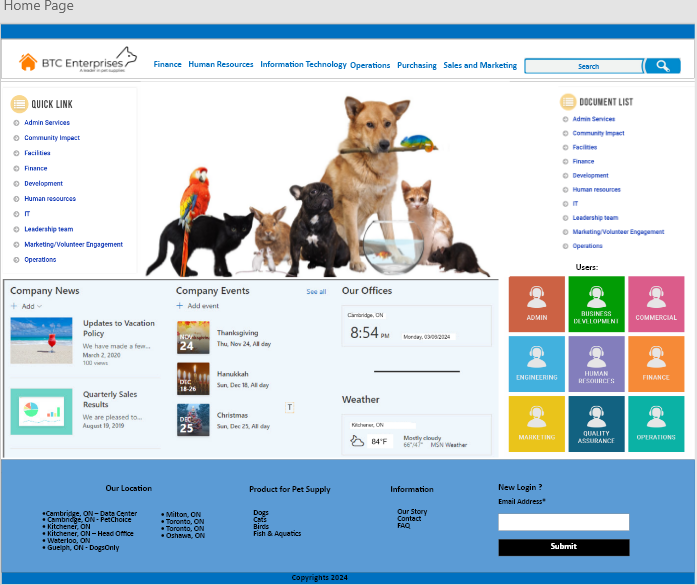 Home Page
BTC Enterprises
A leader in pet supplies
Finance Human Resources Information Technology Operations Purchasing Sales and Marketing Search
QUICK LINK
Admin Services
Community Impact
Facilities
Finance
Development
Human resources
IT
Leadership team
Marketing/Volunteer Engagement
Operations
DOCUMENT LIST
Admin Services
Community Impact
Facilities
Finance
Development
Human resources
IT
Leadership team
Marketing/Volunteer Engagement
Operations
Company News
+ Add
Updates to Vacation
Policy
We have made a few...
March 2, 2020
100 views
Quarterly Sales
Results
We are pleased to...
August 19, 2019
Company Events See all
+ Add event
NOV
24
Thanksgiving
Thu, Nov 24, All day
DEC
18-26
Hanukkah
Sun, Dec 18, All day
DEC
25
Christmas
Sun, Dec 25, All day
T
Our Offices
Cambridge, ON
8:54 PM Monday, 03/05/2024
Weather
Kitchener, ON
84°F
Mostly cloudy
66°/47° MSN Weather
Users:
ADMIN
BUSINESS
DEVELOPMENT
COMMERCIAL
ENGINEERING
HUMAN
RESOURCES
FINANCE
MARKETING
QUALITY
ASSURANCE
OPERATIONS
Our Location
•Cambridge, ON – Data Center
• Cambridge, ON - PetChoice
• Kitchener, ON
• Kitchener, ON – Head Office
• Waterloo, ON
• Guelph, ON - DogsOnly
• Milton, ON
• Toronto, ON
• Toronto, ON
• Oshawa, ON
Product for Pet Supply
Dogs
Cats
Birds
Fish & Aquatics
Information
Our Story
Contact
FAQ
New Login ?
Email Address*
Submit
Copyrights 2024